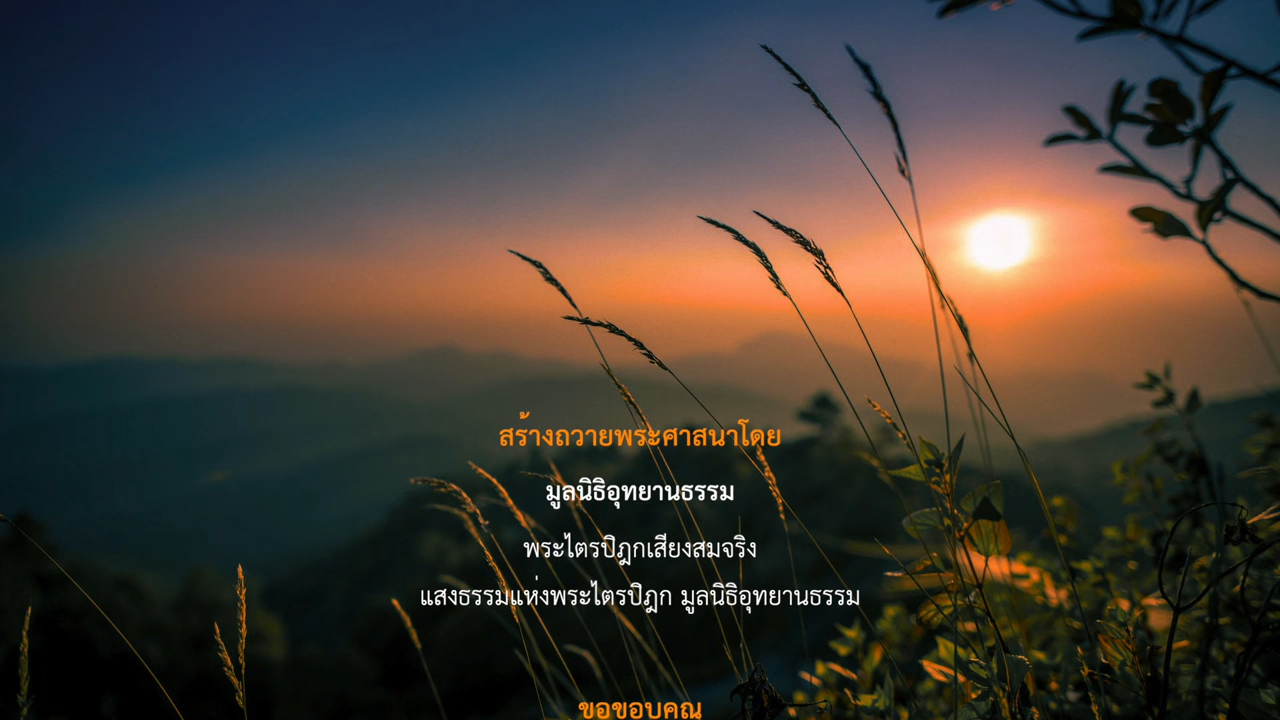 สร้างถวายพระศาสนาโดย
มูลนิธิอุทยานธรรม
พระไตรปิฎกเสียงสมจริง
แสงธรรมแห่งพระไตรปิฎก มูลนิธิอุทยานธรรม
ขอขอบคุณ